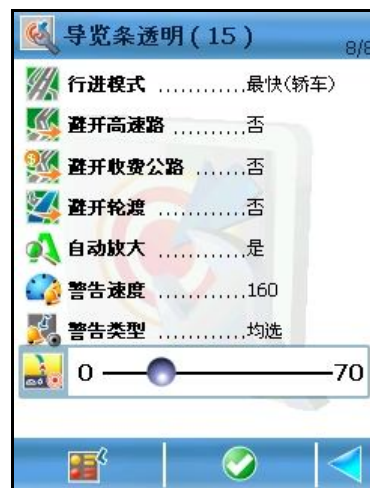 导览条透明(15)
8/8
行进模式 ............最快(轿车)
避开高速路 ..........否
避开收费公路 .......否
避开轮渡 ............否
自动放大 ............是
警告速度 ............160
警告类型 ............均选
0 70